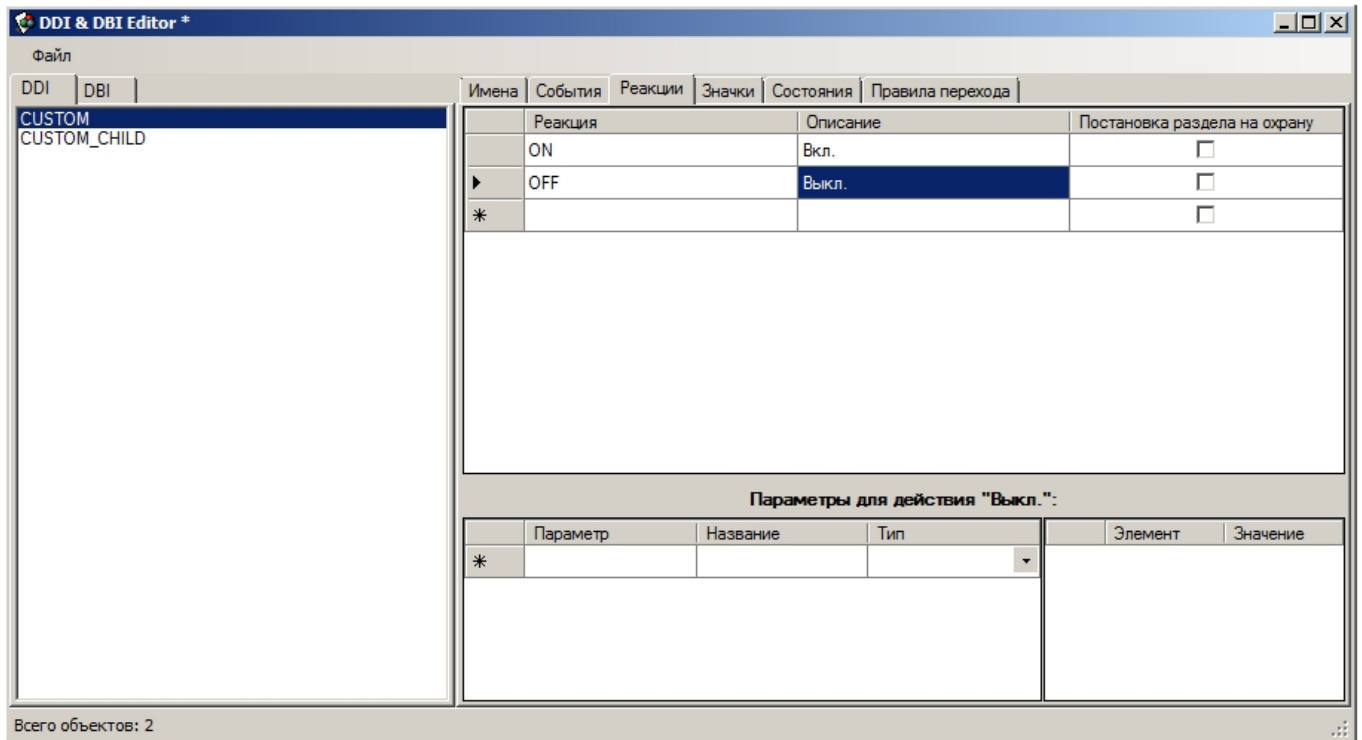 DDI & DBI Editor *
Файл
DDI DBI
CUSTOM
CUSTOM_CHILD
Имена События Реакции Значки Состояния Правила перехода
Реакция Описание Постановка раздела на охрану
ON Вкл.
OFF Выкл.
Параметры для действия "Выкл.":
Параметр Название Тип Элемент Значение
Всего объектов: 2